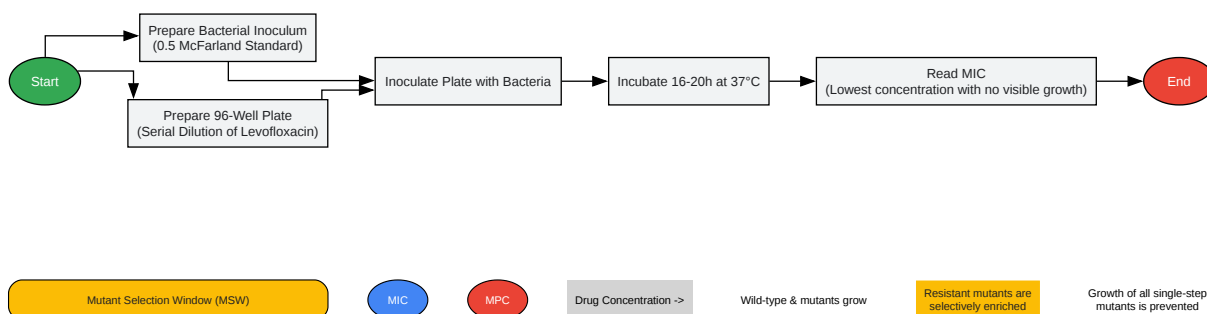 Start
Prepare Bacterial Inoculum
(0.5 McFarland Standard)
Prepare 96-Well Plate
(Serial Dilution of Levofloxacin)
Inoculate Plate with Bacteria
Incubate 16-20h at 37°C
Read MIC
(Lowest concentration with no visible growth)
End
Mutant Selection Window (MSW)
MIC
MPC
Drug Concentration ->
Wild-type & mutants grow
Resistant mutants are
selectively enriched
Growth of all single-step
mutants is prevented